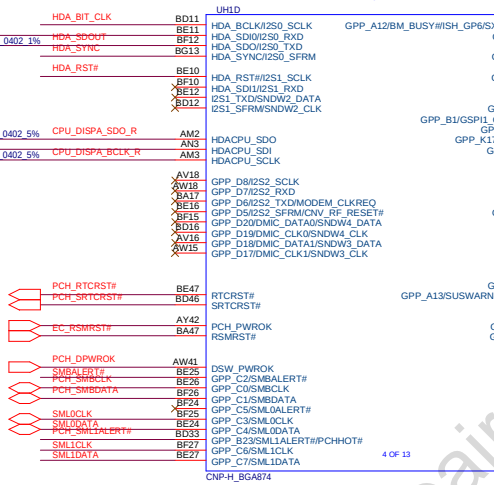 UH1D
HDA_BIT_CLK BD11 HDA_BCLK/I2S0_SCLK GPP_A12/BM_BUSY#/ISH_GP6/SX
BE11 HDA_SDI0/I2S0_RXD
0402_1% HDA_SDOUT BF12 HDA_SDO/I2S0_TXD
HDA_SYNC BG13 HDA_SYNC/I2S0_SFRM
HDA_RST# BE10 HDA_RST#/I2S1_SCLK
BF10 HDA_SDI1/I2S1_RXD
BE12 I2S1_TXD/SNDW2_DATA
BD12 I2S1_SFRM/SNDW2_CLK
GPP_B1/GSPI1_
0402_5% CPU_DISPA_SDO_R AM2 HDACPU_SDO GPP_K17
AN3 HDACPU_SDI
0402_5% CPU_DISPA_BCLK_R AM3 HDACPU_SCLK
AV18 GPP_D8/I2S2_SCLK
AW18 GPP_D7/I2S2_RXD
BA17 GPP_D6/I2S2_TXD/MODEM_CLKREQ
BE16 GPP_D5/I2S2_SFRM/CNV_RF_RESET#
BF15 GPP_D20/DMIC_DATA0/SNDW4_DATA
BD16 GPP_D19/DMIC_CLK0/SNDW4_CLK
AV16 GPP_D18/DMIC_DATA1/SNDW3_DATA
AW15 GPP_D17/DMIC_CLK1/SNDW3_CLK
PCH_RTCRST# BE47 RTCRST# GPP_A13/SUSWARN
PCH_SRTCRST# BD46 SRTCRST#
AY42 PCH_PWROK
EC_RSMRST# BA47 RSMRST#
PCH_DPWROK AW41 DSW_PWROK
SMBALERT# BE25 GPP_C2/SMBALERT#
PCH_SMBCLK BE26 GPP_C0/SMBCLK
PCH_SMBDATA BF26 GPP_C1/SMBDATA
BF24 GPP_C5/SML0ALERT#
SML0CLK BF25 GPP_C3/SML0CLK
SML0DATA BE24 GPP_C4/SML0DATA
PCH_SML1ALERT# BD33 GPP_B23/SML1ALERT#/PCHHOT#
SML1CLK BF27 GPP_C6/SML1CLK 4 OF 13
SML1DATA BE27 GPP_C7/SML1DATA
CNP-H_BGA874